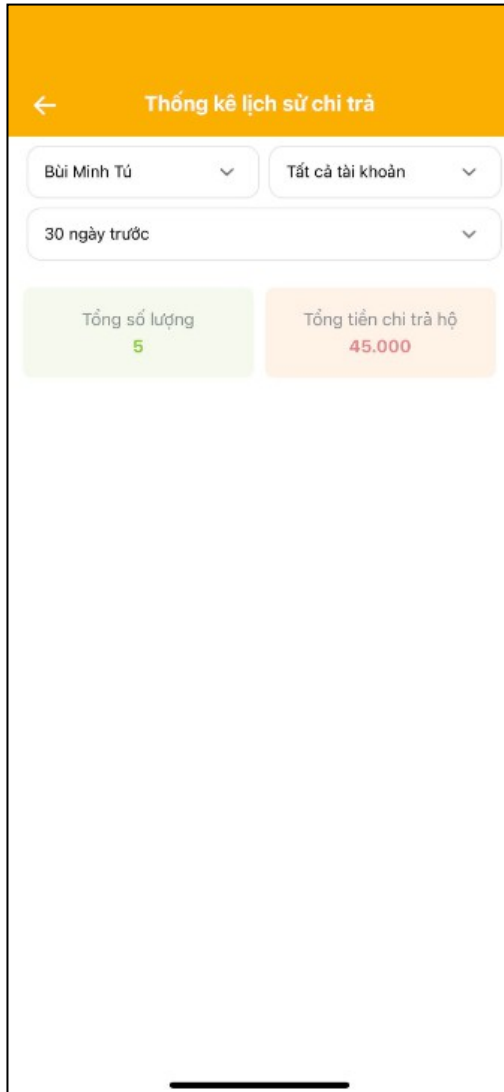 Thống kê lịch sử chi trả
Bùi Minh Tú
Tất cả tài khoản
30 ngày trước
Tổng số lượng
5
Tổng tiền chi trả hộ
45.000